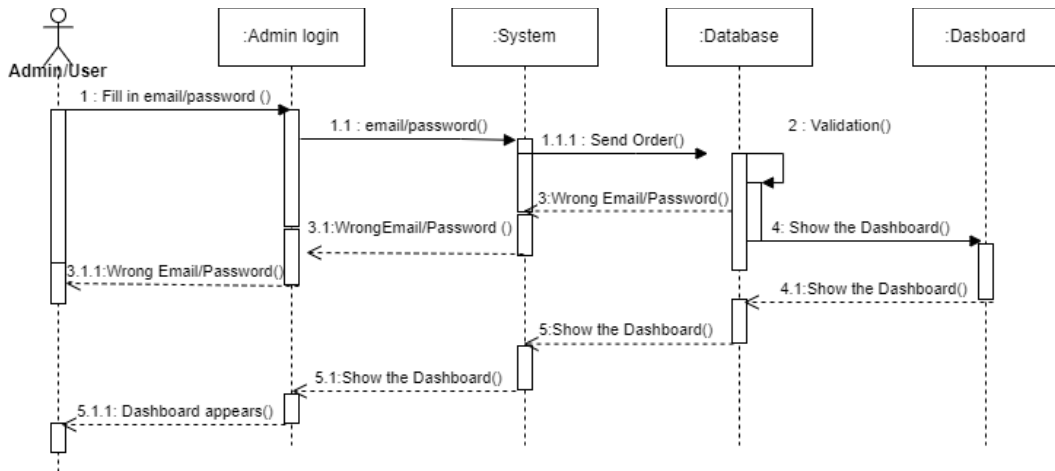 :Admin login
:System
:Database
:Dasboard
Admin/User
1 : Fill in email/password ()
1.1 : email/password()
1.1.1 : Send Order()
2 : Validation()
3:Wrong Email/Password()
3.1:WrongEmail/Password ()
4: Show the Dashboard()
3.1.1:Wrong Email/Password()
4.1:Show the Dashboard()
5:Show the Dashboard()
5.1:Show the Dashboard()
5.1.1: Dashboard appears()